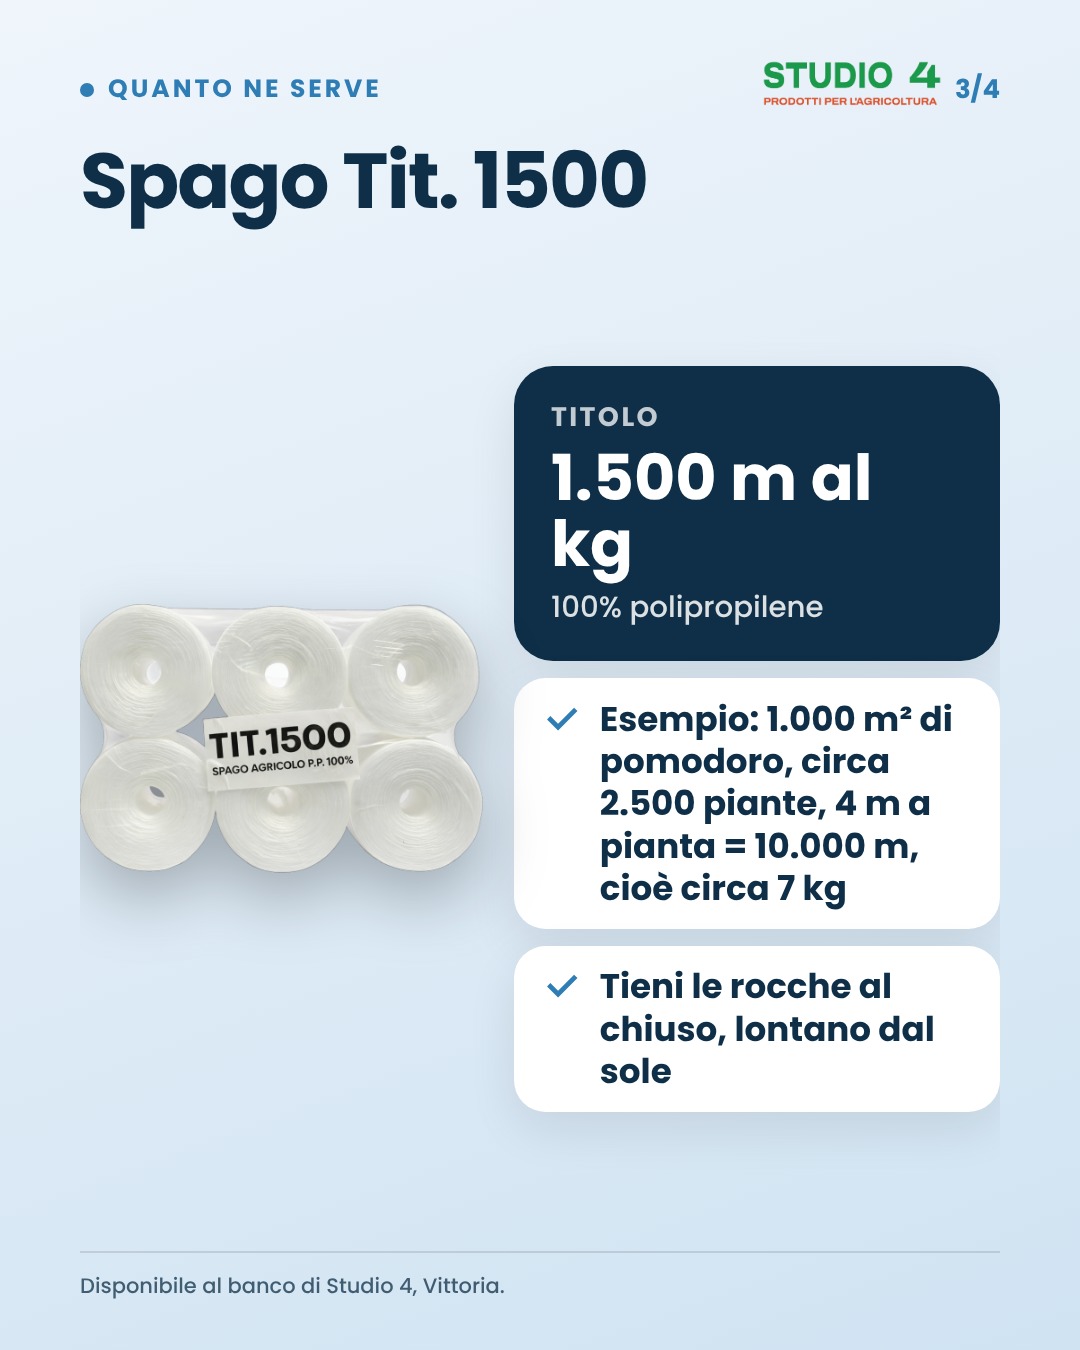 QUANTO NE SERVE
STUDIO 4
PRODOTTI PER L'AGRICOLTURA
3/4
Spago Tit. 1500
TITOLO
1.500 m al
kg
100% polipropilene
TIT.1500
SPAGO AGRICOLO P.P. 100%
Esempio: 1.000 m² di
pomodoro, circa
2.500 piante, 4 m a
pianta = 10.000 m,
cioè circa 7 kg
Tieni le rocche al
chiuso, lontano dal
sole
Disponibile al banco di Studio 4, Vittoria.